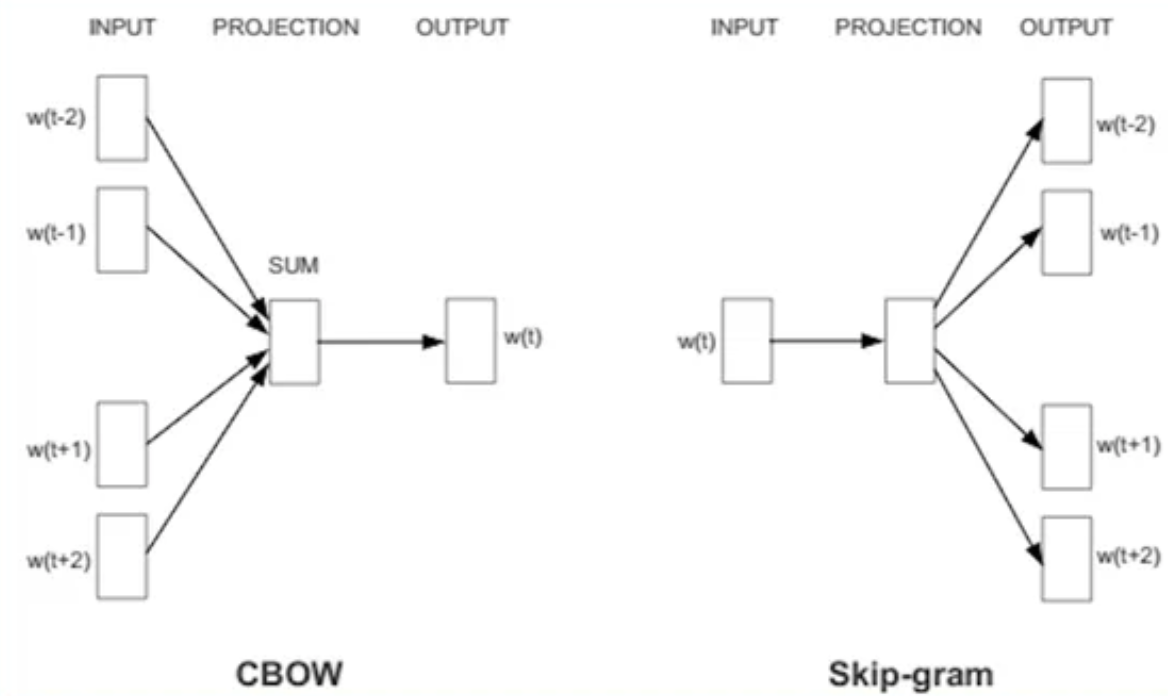 INPUT PROJECTION OUTPUT
w(t-2)
w(t-1)
SUM
w(t)
w(t+1)
w(t+2)
CBOW
INPUT PROJECTION OUTPUT
w(t-2)
w(t-1)
w(t)
w(t+1)
w(t+2)
Skip-gram